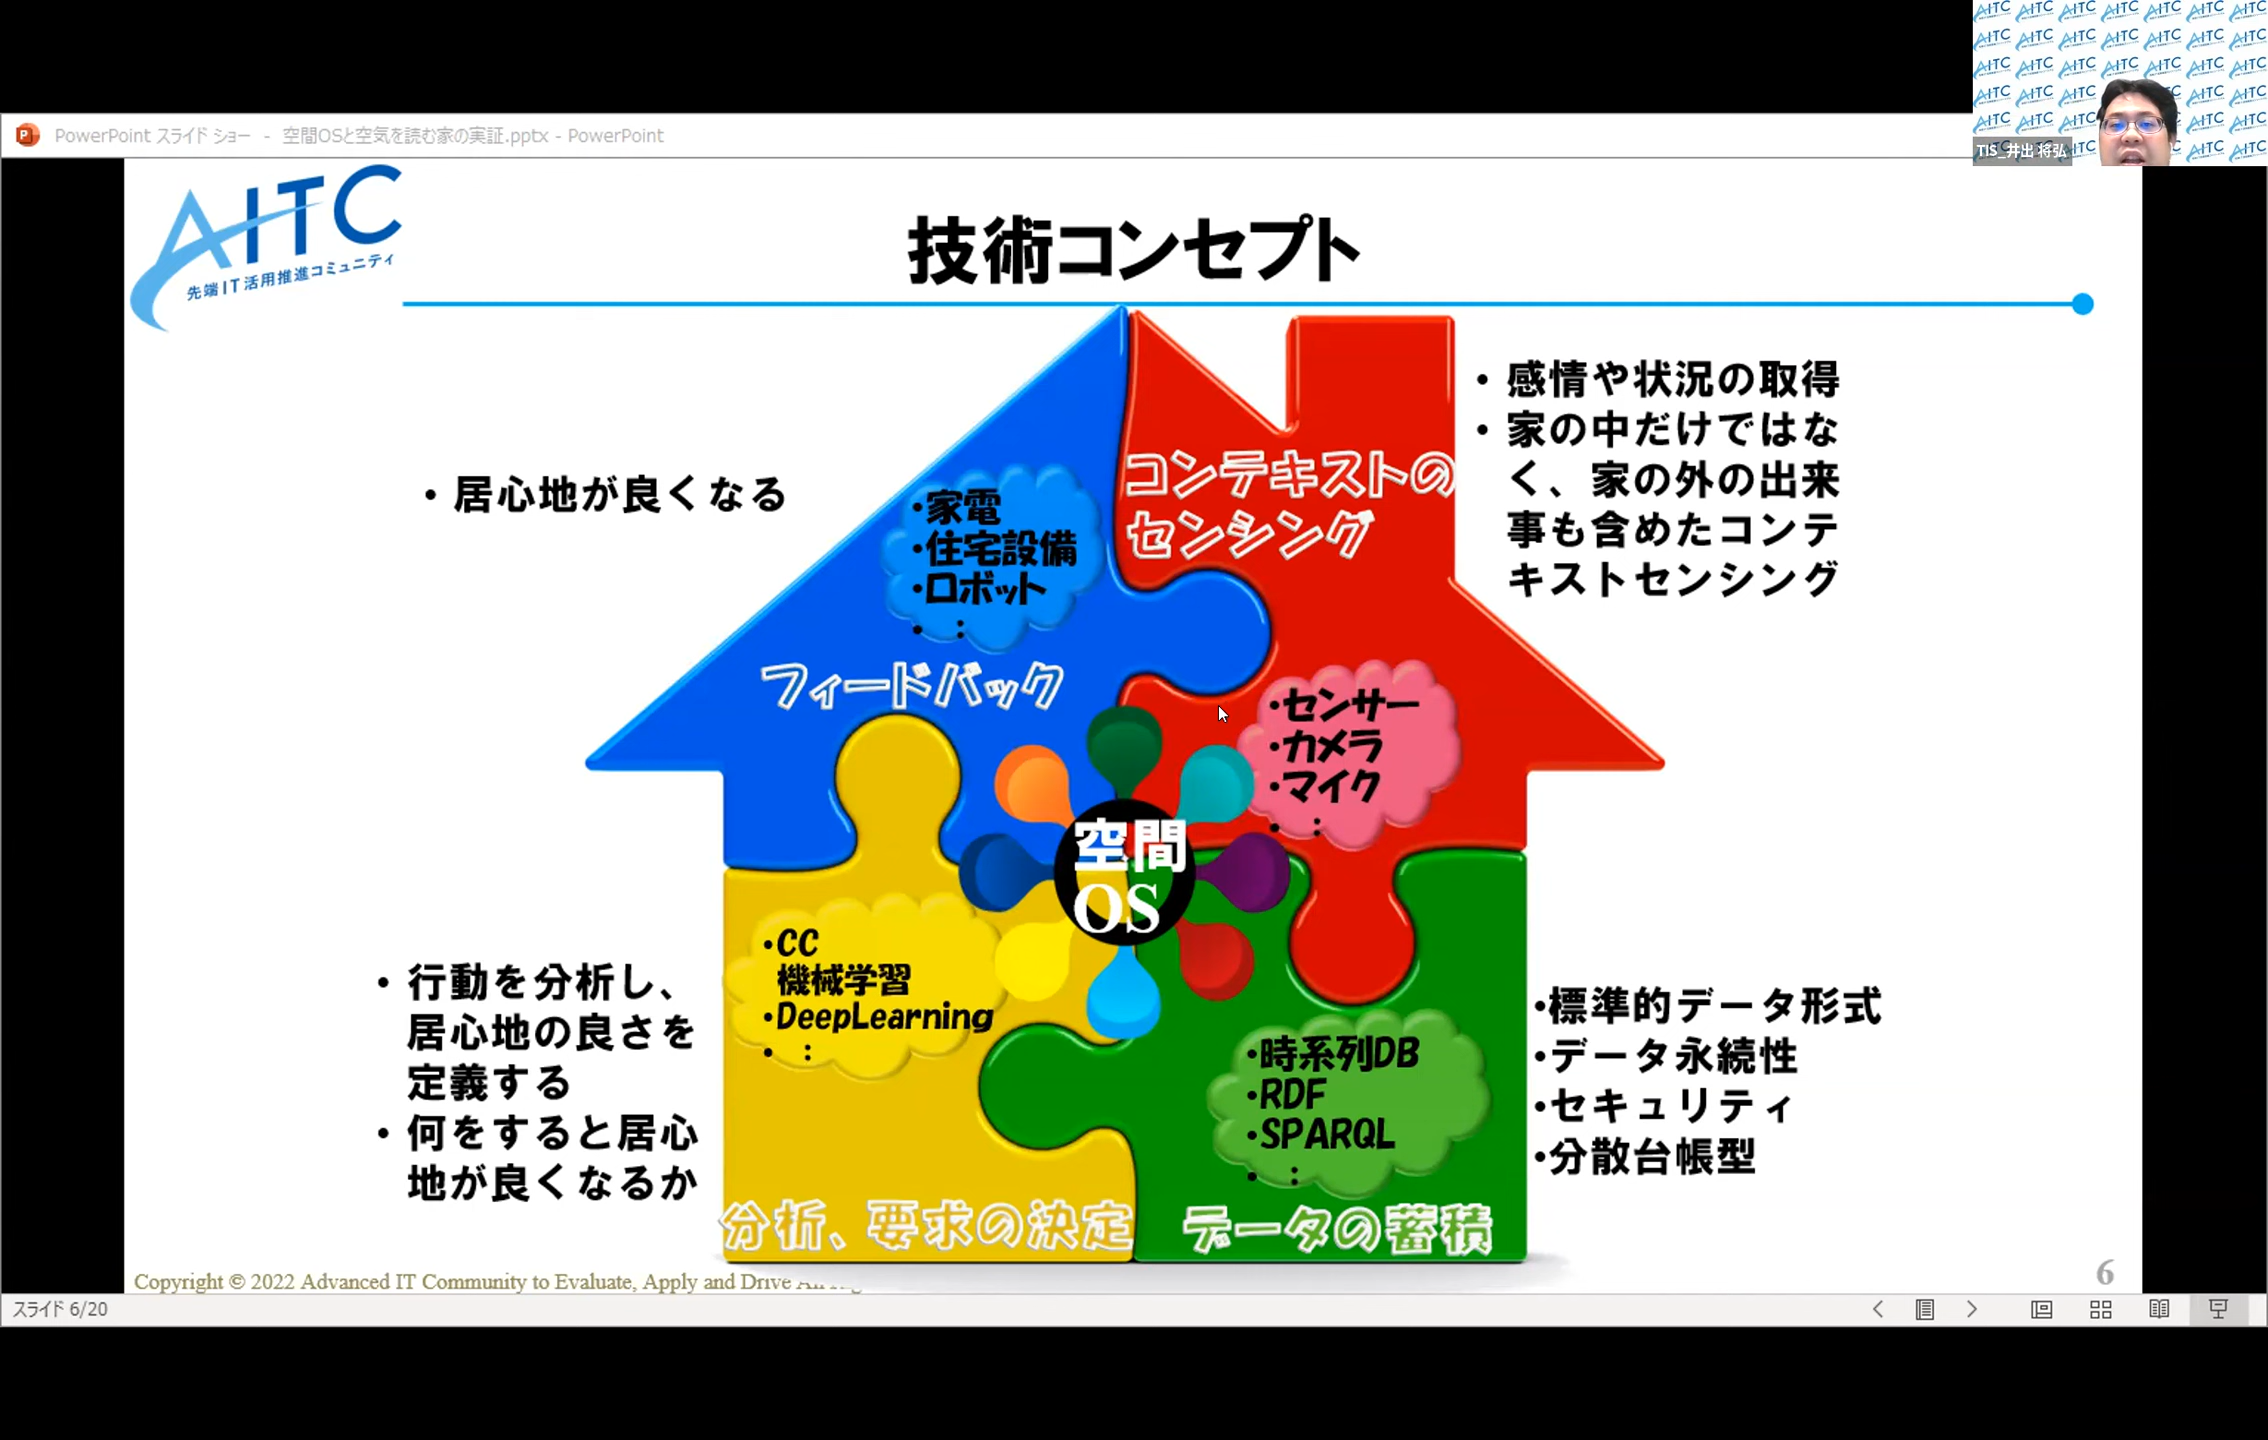 PowerPoint スライド ショー - 空間OSと空気を読む家の実証.pptx - PowerPoint
TIS_井出 将弘
AITC
先端IT活用推進コミュニティ
技術コンセプト
・居心地が良くなる
・家電
・住宅設備
・ロボット
・ :
フィードバック
コンテキストの
センシング
・センサー
・カメラ
・マイク
・ :
・感情や状況の取得
・家の中だけではな
く、家の外の出来
事も含めたコンテ
キストセンシング
空間
OS
・行動を分析し、
居心地の良さを
定義する
・何をすると居心
地が良くなるか
・CC
機械学習
・DeepLearning
・ :
分析、要求の決定
・時系列DB
・RDF
・SPARQL
・ :
データの蓄積
・標準的データ形式
・データ永続性
・セキュリティ
・分散台帳型
Copyright © 2022 Advanced IT Community to Evaluate, Apply and Drive
6
スライド 6/20